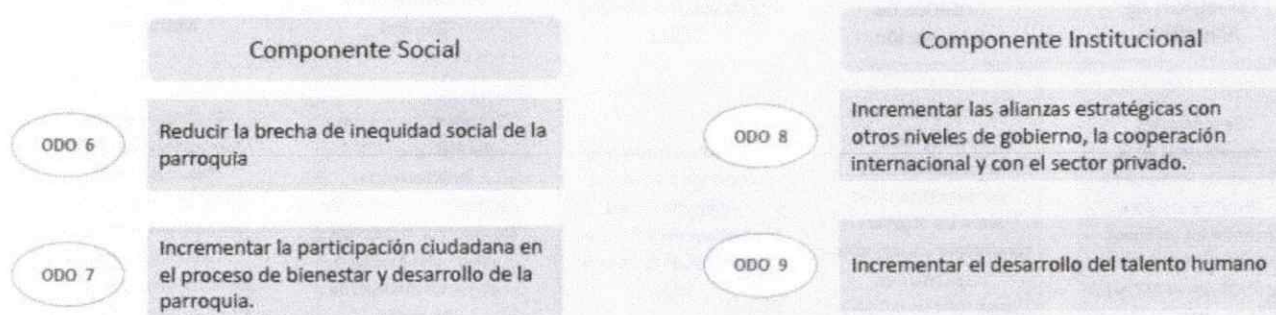 Componente Social
ODO 6
Reducir la brecha de inequidad social de la
parroquia
ODO 7
Incrementar la participación ciudadana en
el proceso de bienestar y desarrollo de la
parroquia.
Componente Institucional
ODO 8
Incrementar las alianzas estratégicas con
otros niveles de gobierno, la cooperación
internacional y con el sector privado.
ODO 9
Incrementar el desarrollo del talento humano